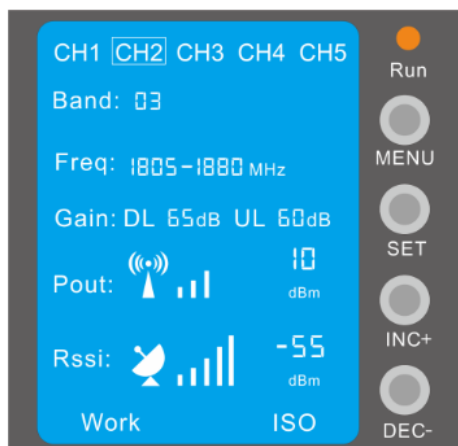 CH1 CH2 CH3 CH4 CH5
Run
Band: 03
MENU
Freq: 1805-1880 MHz
Gain: DL 65dB UL 60dB
SET
Pout: 10
dBm
INC+
Rssi: -55
dBm
Work ISO
DEC-